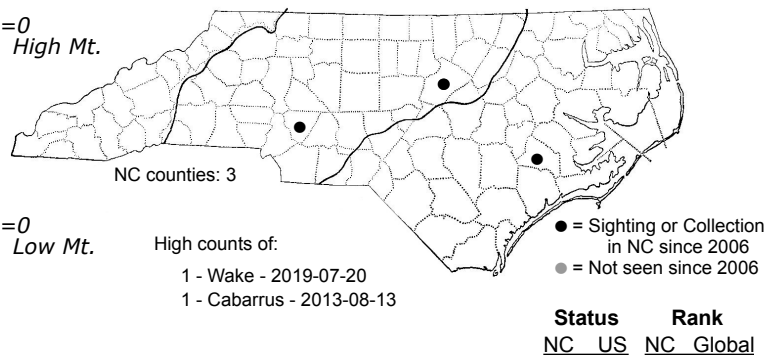 =0
High Mt.
NC counties: 3
=0
Low Mt.
High counts of:
1 - Wake - 2019-07-20
1 - Cabarrus - 2013-08-13
= Sighting or Collection
in NC since 2006
= Not seen since 2006
Status Rank
NC US NC Global